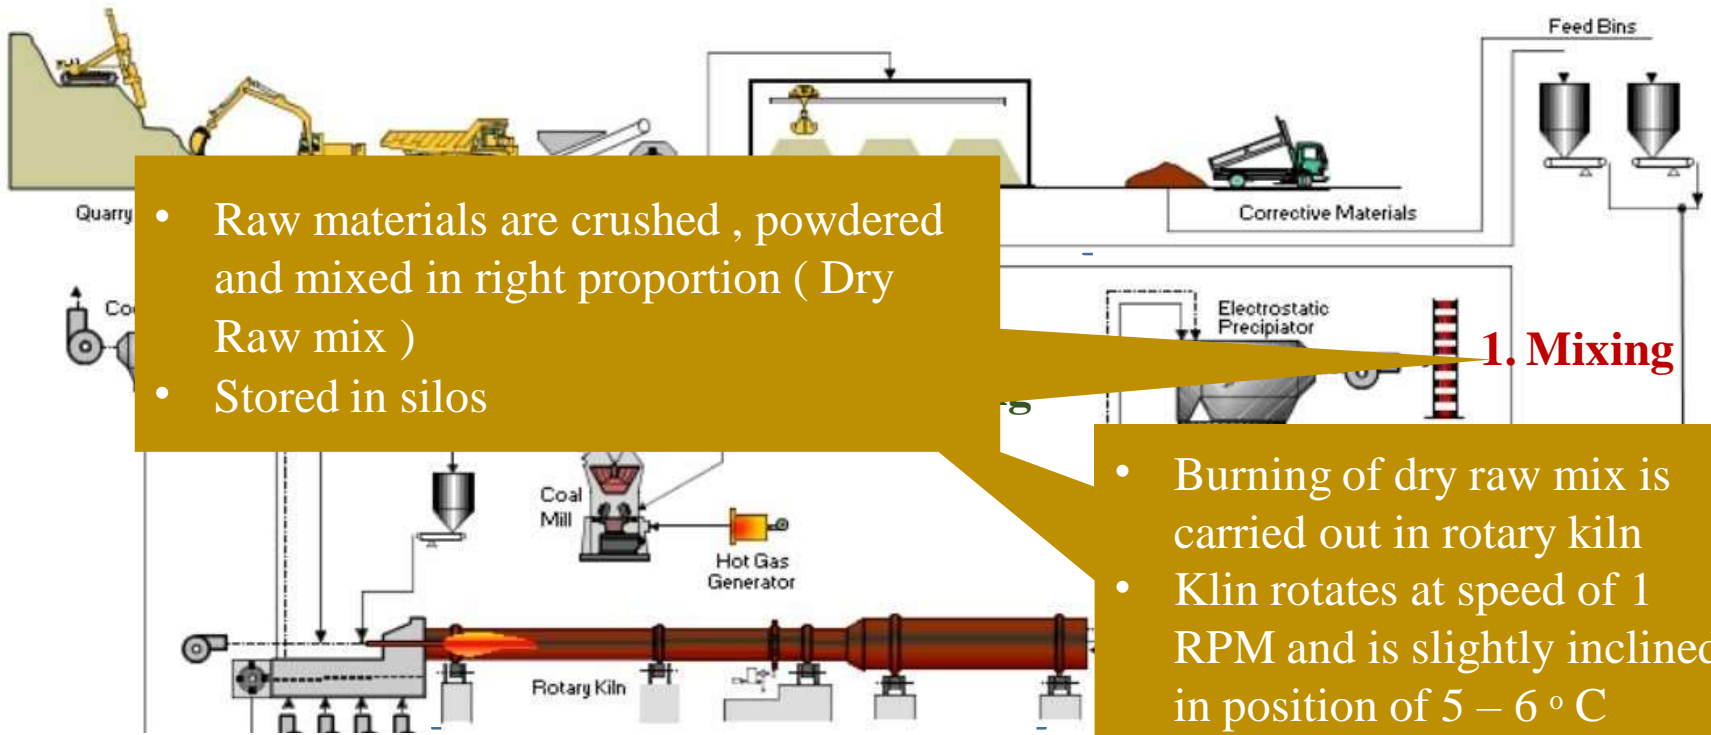 Feed Bins
Quarry
Corrective Materials
• Raw materials are crushed , powdered
and mixed in right proportion ( Dry
Raw mix )
• Stored in silos
Electrostatic
Precipiator
1. Mixing
Coal
Mill
Hot Gas
Generator
Rotary Kiln
• Burning of dry raw mix is
carried out in rotary kiln
• Klin rotates at speed of 1
RPM and is slightly inclined
in position of 5 – 6 º C